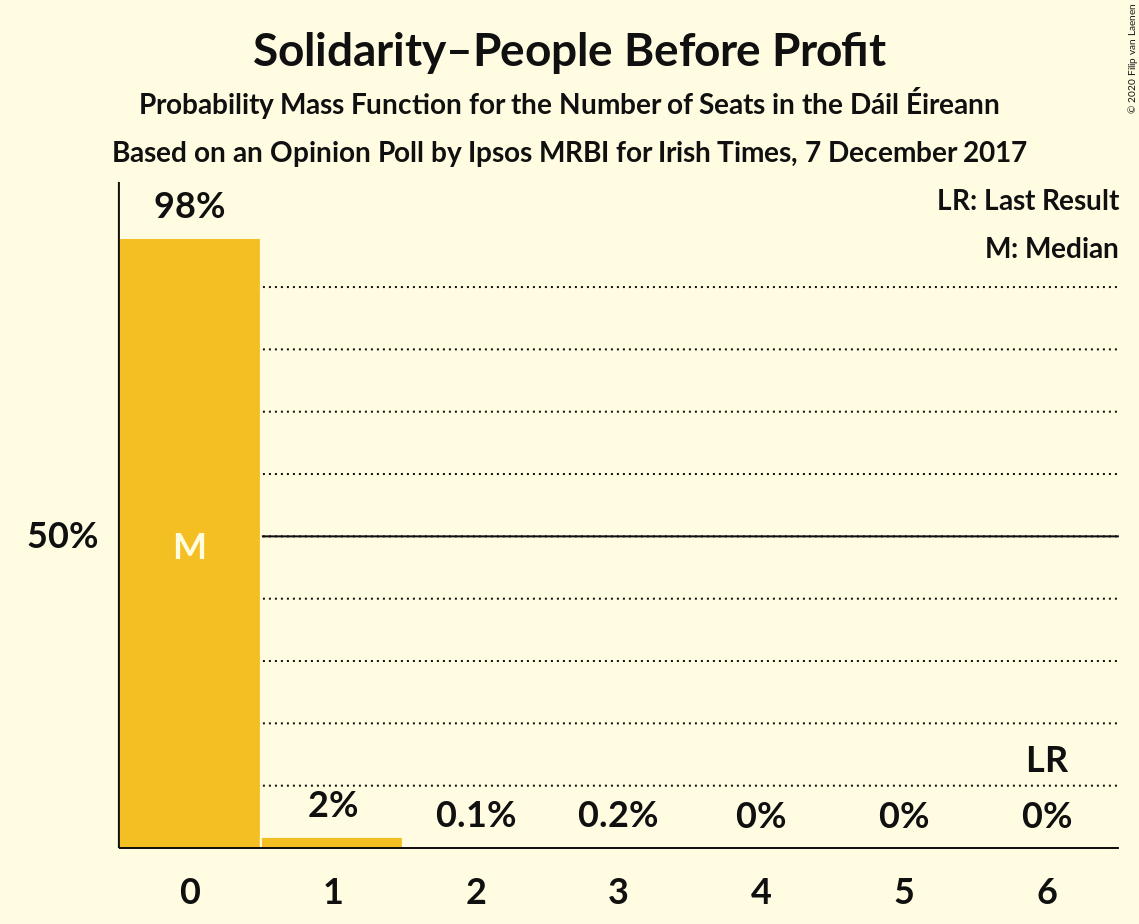 Solidarity–People Before Profit
Probability Mass Function for the Number of Seats in the Dáil Éireann
Based on an Opinion Poll by Ipsos MRBI for Irish Times, 7 December 2017
© 2020 Filip van Laenen
LR: Last Result
M: Median
98%
50%
M
LR
2%
0.1%
0.2%
0%
0%
0%
0
1
2
3
4
5
6